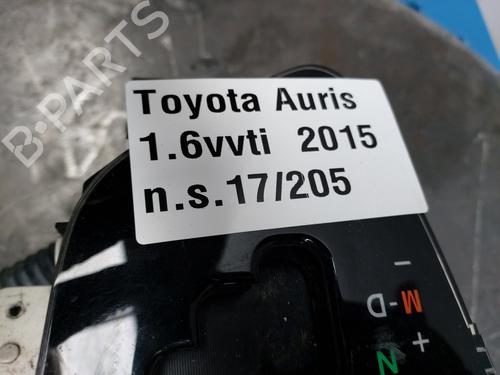 B-PARTS
Toyota Auris
1.6vvti 2015
n.s.17/205
−
M-D
+
N